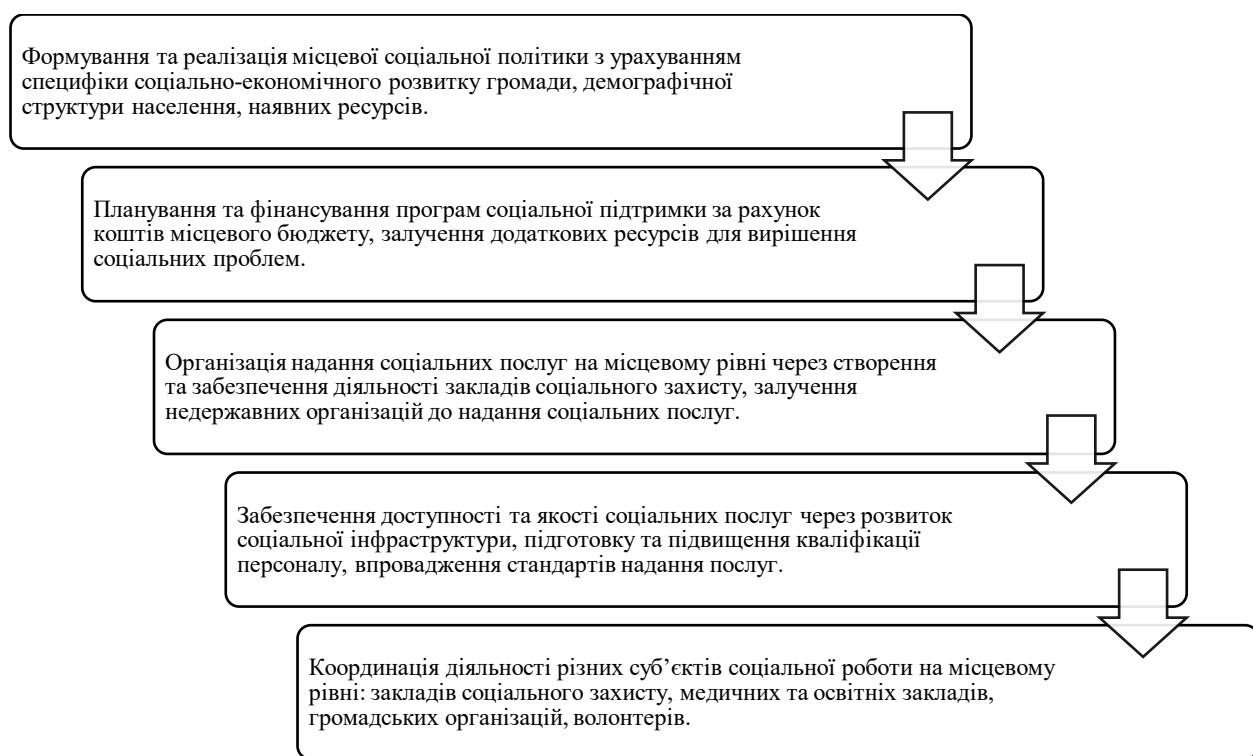 Формування та реалізація місцевої соціальної політики з урахуванням
специфіки соціально-економічного розвитку громади, демографічної
структури населення, наявних ресурсів.
Планування та фінансування програм соціальної підтримки за рахунок
коштів місцевого бюджету, залучення додаткових ресурсів для вирішення
соціальних проблем.
Організація надання соціальних послуг на місцевому рівні через створення
та забезпечення діяльності закладів соціального захисту, залучення
недержавних організацій до надання соціальних послуг.
Забезпечення доступності та якості соціальних послуг через розвиток
соціальної інфраструктури, підготовку та підвищення кваліфікації
персоналу, впровадження стандартів надання послуг.
Координація діяльності різних суб’єктів соціальної роботи на місцевому
рівні: закладів соціального захисту, медичних та освітніх закладів,
громадських організацій, волонтерів.